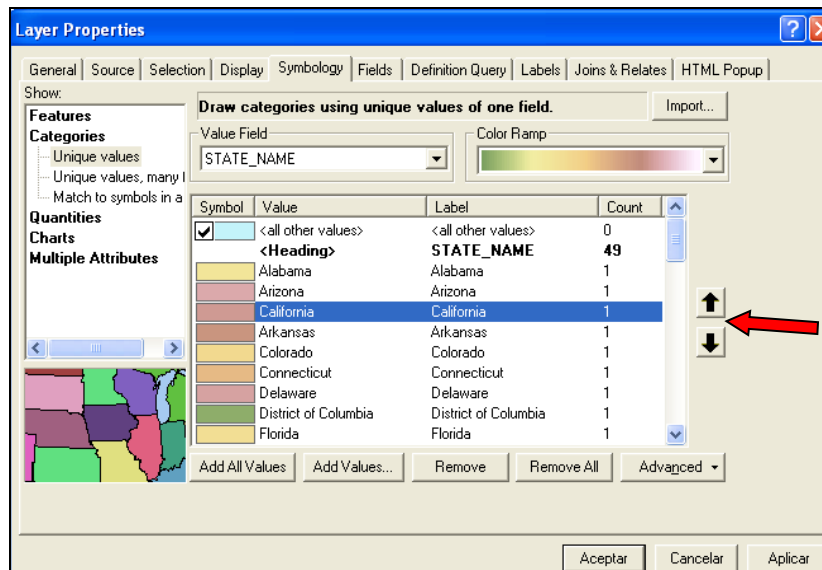 Layer Properties
General Source Selection Display Symbology Fields Definition Query Labels Joins & Relates HTML Popup
Show:
Features
Categories
Unique values
Unique values, many
Match to symbols in a
Quantities
Charts
Multiple Attributes
Draw categories using unique values of one field.
Import...
Value Field
STATE_NAME
Color Ramp
Symbol Value Label Count
<all other values> <all other values> 0
<Heading> STATE_NAME 49
Alabama Alabama 1
Arizona Arizona 1
California California 1
Arkansas Arkansas 1
Colorado Colorado 1
Connecticut Connecticut 1
Delaware Delaware 1
District of Columbia District of Columbia 1
Florida Florida 1
Add All Values Add Values... Remove Remove All Advanced
Aceptar Cancelar Aplicar